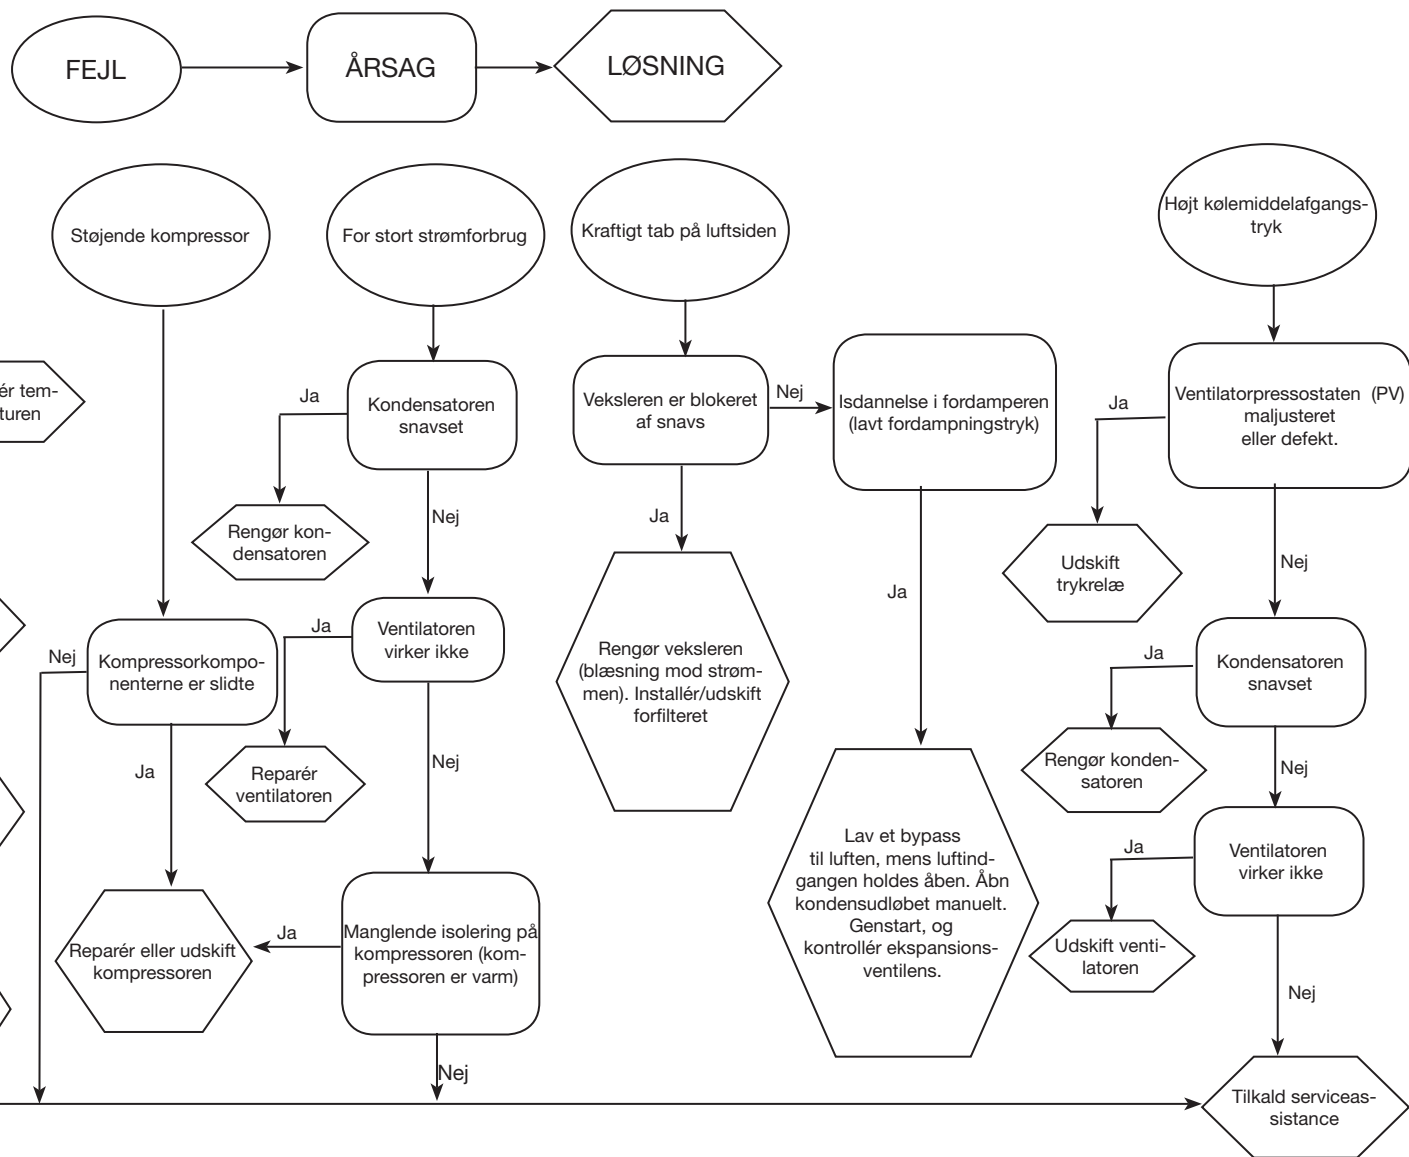 FEJL
ÅRSAG
LØSNING
Støjende kompressor
For stort strømforbrug
Kraftigt tab på luftsiden
Højt kølemiddelafgangs-
tryk
ér tem-
turen
Ja
Kondensatoren
snavset
Veksleren er blokeret
af snavs
Nej
Isdannelse i fordamperen
(lavt fordampningstryk)
Ja
Ventilatorpressostaten (PV)
maljusteret
eller defekt.
Rengør kon-
densatoren
Nej
Ja
Udskift
trykrelæ
Nej
Nej
Kompressorkompo-
nenterne er slidte
Ja
Ventilatoren
virker ikke
Rengør veksleren
(blæsning mod strøm-
men). Installér/udskift
forfilteret
Ja
Ja
Kondensatoren
snavset
Ja
Reparér
ventilatoren
Nej
Rengør konden-
satoren
Nej
Lav et bypass
til luften, mens luftind-
gangen holdes åben. Åbn
kondensudløbet manuelt.
Genstart, og
kontrollér ekspansions-
ventilens.
Ja
Ventilatoren
virker ikke
Reparér eller udskift
kompressoren
Ja
Manglende isolering på
kompressoren (kom-
pressoren er varm)
Udskift venti-
latoren
Nej
Nej
Tilkald serviceas-
sistance